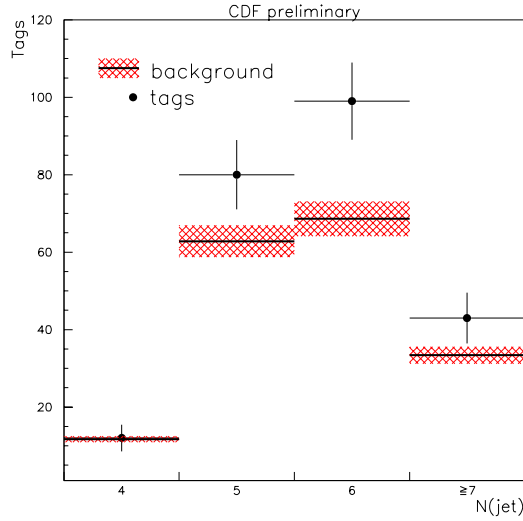 CDF preliminary
Tags
120
100
80
60
40
20
background
tags
4 5 6 ≧7
N(jet)